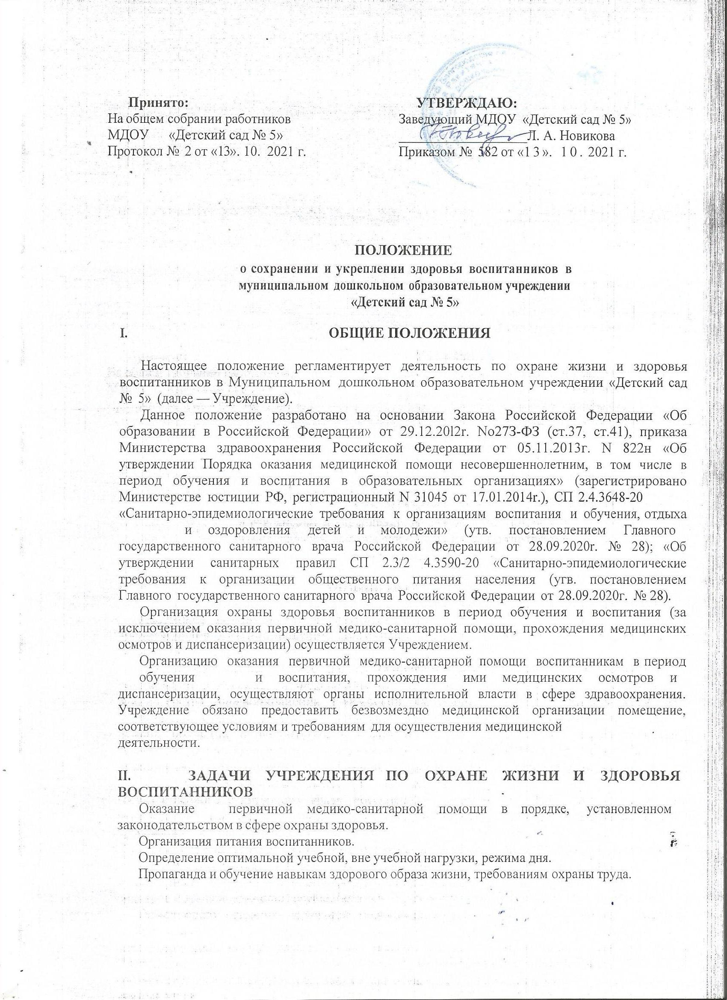 Принято:
На общем собрании работников
МДОУ «Детский сад № 5»
Протокол № 2 от «13». 10. 2021 г.
УТВЕРЖДАЮ:
Заведующий МДОУ «Детский сад № 5»
Л. А. Новикова
Приказом № 582 от «1 3 ». 1 0 . 2021 г.
ПОЛОЖЕНИЕ
о сохранении и укреплении здоровья воспитанников в
муниципальном дошкольном образовательном учреждении
«Детский сад № 5»
I. ОБЩИЕ ПОЛОЖЕНИЯ
Настоящее положение регламентирует деятельность по охране жизни и здоровья
воспитанников в Муниципальном дошкольном образовательном учреждении «Детский сад
№ 5» (далее — Учреждение).
Данное положение разработано на основании Закона Российской Федерации «Об
образовании в Российской Федерации» от 29.12.20l2г. No27З-ФЗ (ст.37, ст.41), приказа
Министерства здравоохранения Российской Федерации от 05.11.2013г. N 822н «Об
утверждении Порядка оказания медицинской помощи несовершеннолетним, в том числе в
период обучения и воспитания в образовательных организациях» (зарегистрировано
Министерстве юстиции РФ, регистрационный N 31045 от 17.01.2014г.), СП 2.4.3648-20
«Санитарно-эпидемиологические требования к организациям воспитания и обучения, отдыха
и оздоровления детей и молодежи» (утв. постановлением Главного
государственного санитарного врача Российской Федерации от 28.09.2020г. № 28); «Об
утверждении санитарных правил СП 2.3/2 4.3590-20 «Санитарно-эпидемиологические
требования к организации общественного питания населения (угв. постановлением
Главного государственного санитарного врача Российской Федерации от 28.09.2020г. № 28).
Организация охраны здоровья воспитанников в период обучения и воспитания (за
исключением оказания первичной медико-санитарной помощи, прохождения медицинских
осмотров и диспансеризации) осуществляется Учреждением.
Организацию оказания первичной медико-санитарной помощи воспитанникам в период
обучения и воспитания, прохождения ими медицинских осмотров и
диспансеризации, осуществляют органы исполнительной власти в сфере здравоохранения.
Учреждение обязано предоставить безвозмездно медицинской организации помещение,
соответствующее условиям и требованиям для осуществления медицинской
деятельности.
II. ЗАДАЧИ УЧРЕЖДЕНИЯ ПО ОХРАНЕ ЖИЗНИ И ЗДОРОВЬЯ
ВОСПИТАННИКОВ
Оказание первичной медико-санитарной помощи в порядке, установленном
законодательством в сфере охраны здоровья.
Организация питания воспитанников.
Определение оптимальной учебной, вне учебной нагрузки, режима дня.
Пропаганда и обучение навыкам здорового образа жизни, требованиям охраны труда.